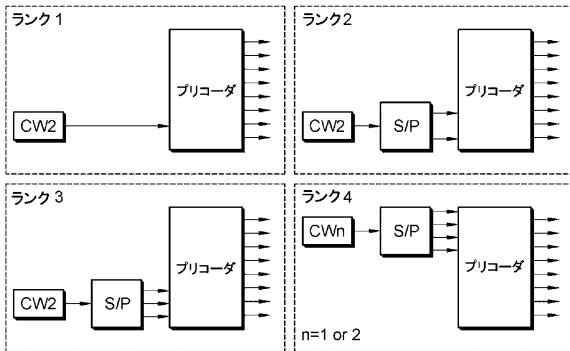 ランク1
プリコーダ
CW2
ランク2
プリコーダ
CW2
S/P
ランク3
プリコーダ
CW2
S/P
ランク4
CWn
S/P
プリコーダ
n=1 or 2